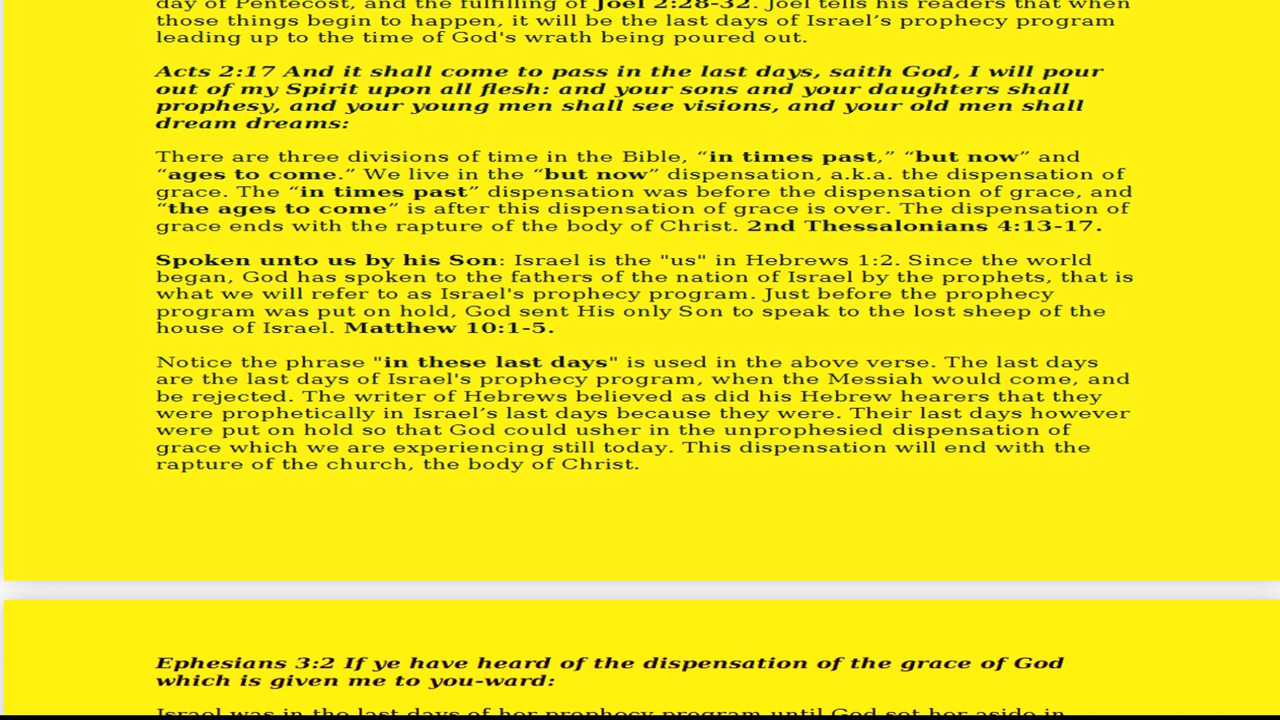 day of Pentecost, and the fulfilling of Joel 2:28-32. Joel tells his readers that when
those things begin to happen, it will be the last days of Israel’s prophecy program
leading up to the time of God's wrath being poured out.
Acts 2:17 And it shall come to pass in the last days, saith God, I will pour
out of my Spirit upon all flesh: and your sons and your daughters shall
prophesy, and your young men shall see visions, and your old men shall
dream dreams:
There are three divisions of time in the Bible, “in times past,” “but now” and
“ages to come.” We live in the “but now” dispensation, a.k.a. the dispensation of
grace. The “in times past” dispensation was before the dispensation of grace, and
“the ages to come” is after this dispensation of grace is over. The dispensation of
grace ends with the rapture of the body of Christ. 2nd Thessalonians 4:13-17.
Spoken unto us by his Son: Israel is the "us" in Hebrews 1:2. Since the world
began, God has spoken to the fathers of the nation of Israel by the prophets, that is
what we will refer to as Israel's prophecy program. Just before the prophecy
program was put on hold, God sent His only Son to speak to the lost sheep of the
house of Israel. Matthew 10:1-5.
Notice the phrase "in these last days" is used in the above verse. The last days
are the last days of Israel's prophecy program, when the Messiah would come, and
be rejected. The writer of Hebrews believed as did his Hebrew hearers that they
were prophetically in Israel’s last days because they were. Their last days however
were put on hold so that God could usher in the unprophesied dispensation of
grace which we are experiencing still today. This dispensation will end with the
rapture of the church, the body of Christ.
Ephesians 3:2 If ye have heard of the dispensation of the grace of God
which is given me to you-ward:
Israel was in the last days of her prophecy program until God set her aside in